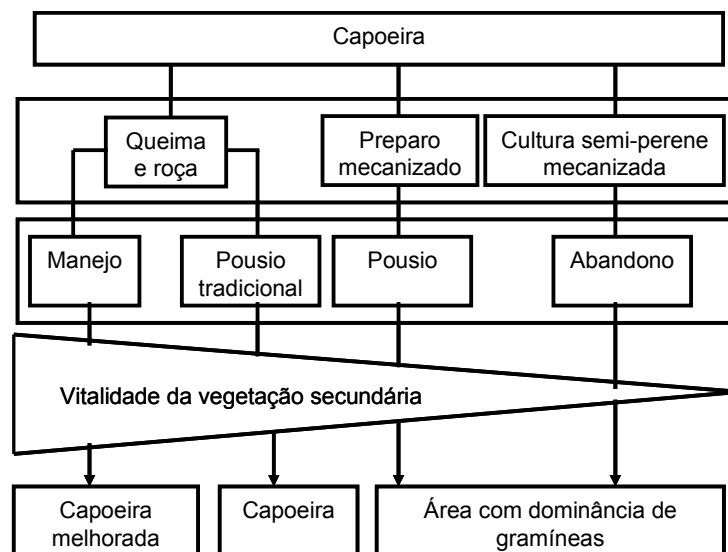 Capoeira
Queima
e roça
Preparo
mecanizado
Cultura semi-perene
mecanizada
Manejo
Pousio
tradicional
Pousio
Abandono
Vitalidade da vegetação secundária
Capoeira
melhorada
Capoeira
Área com dominância de
gramíneas